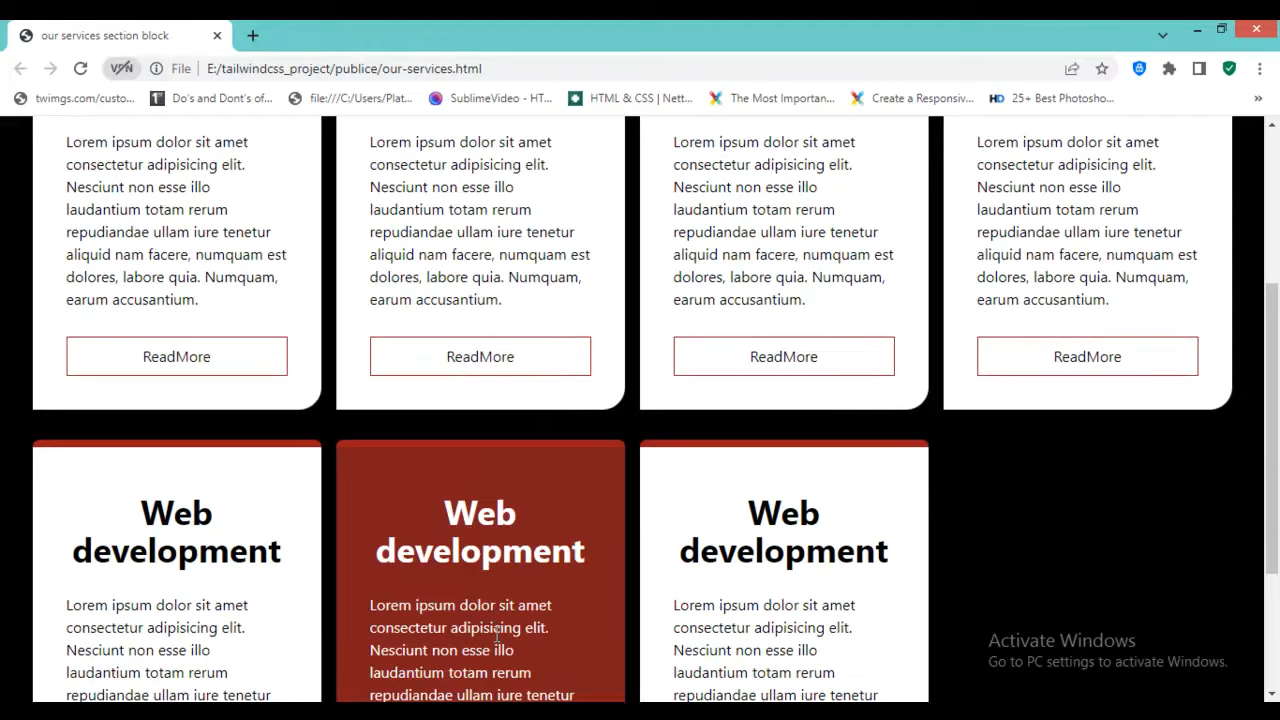 our services section block
VPN File E:/tailwindcss_project/publice/our-services.html
twimgs.com/custo... Do's and Dont's of... file:///C:/Users/Plat... SublimeVideo - HT... HTML & CSS | Nett... The Most Importan... Create a Responsiv... 25+ Best Photosho...
Lorem ipsum dolor sit amet
consectetur adipisicing elit.
Nesciunt non esse illo
laudantium totam rerum
repudiandae ullam iure tenetur
aliquid nam facere, numquam est
dolores, labore quia. Numquam,
earum accusantium.
ReadMore
Lorem ipsum dolor sit amet
consectetur adipisicing elit.
Nesciunt non esse illo
laudantium totam rerum
repudiandae ullam iure tenetur
aliquid nam facere, numquam est
dolores, labore quia. Numquam,
earum accusantium.
ReadMore
Lorem ipsum dolor sit amet
consectetur adipisicing elit.
Nesciunt non esse illo
laudantium totam rerum
repudiandae ullam iure tenetur
aliquid nam facere, numquam est
dolores, labore quia. Numquam,
earum accusantium.
ReadMore
Lorem ipsum dolor sit amet
consectetur adipisicing elit.
Nesciunt non esse illo
laudantium totam rerum
repudiandae ullam iure tenetur
aliquid nam facere, numquam est
dolores, labore quia. Numquam,
earum accusantium.
ReadMore
Web
development
Lorem ipsum dolor sit amet
consectetur adipisicing elit.
Nesciunt non esse illo
laudantium totam rerum
repudiandae ullam iure tenetur
Web
development
Lorem ipsum dolor sit amet
consectetur adipisicing elit.
Nesciunt non esse illo
laudantium totam rerum
repudiandae ullam iure tenetur
Web
development
Lorem ipsum dolor sit amet
consectetur adipisicing elit.
Nesciunt non esse illo
laudantium totam rerum
repudiandae ullam iure tenetur
Activate Windows
Go to PC settings to activate Windows.